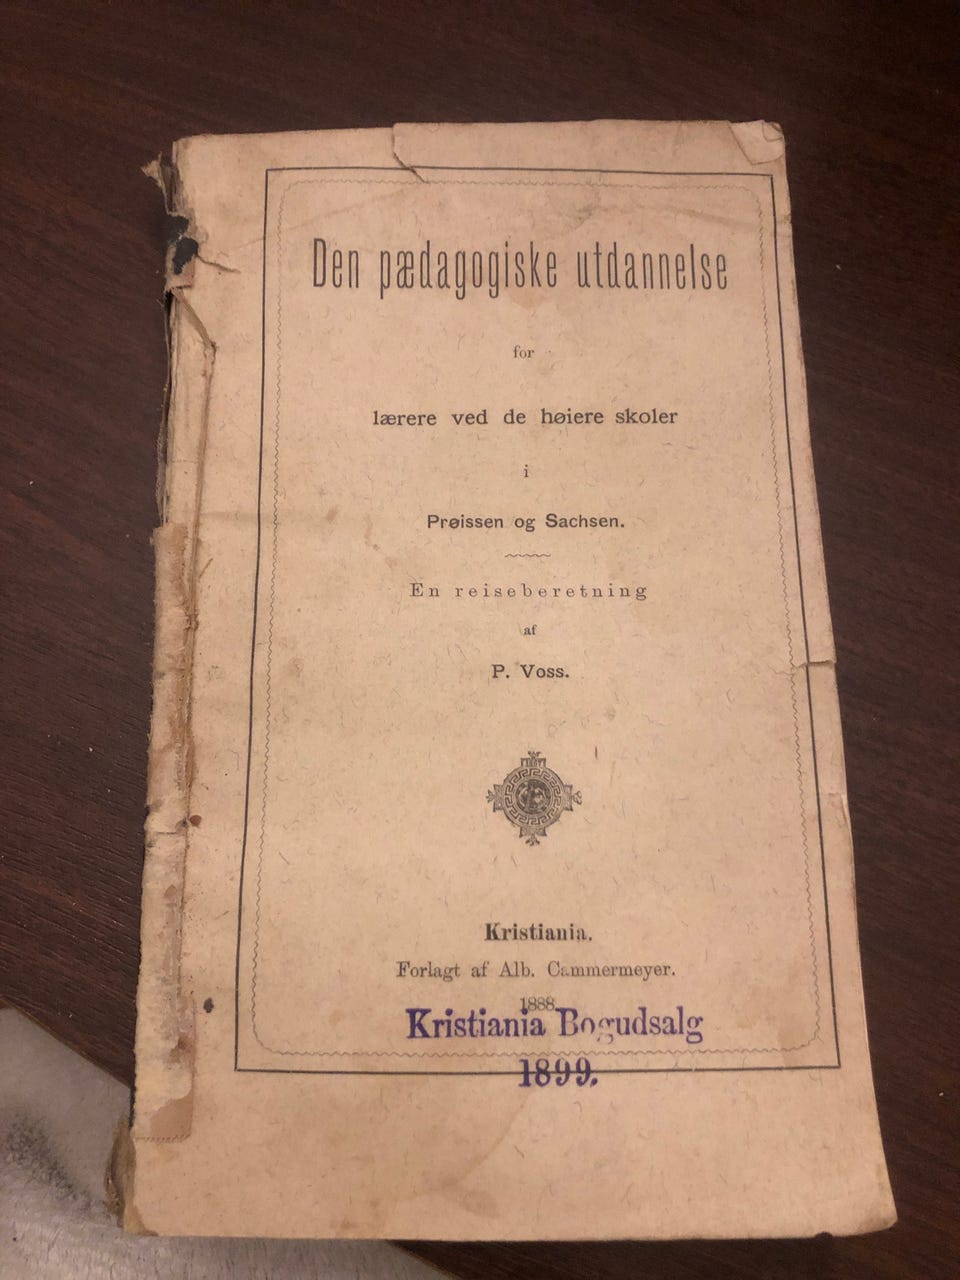 Den pædagogiske utdannelse
for
lærere ved de høiere skoler
i
Prøissen og Sachsen.
En reiseberetning
af
P. Voss.
Kristiania.
Forlagt af Alb. Cammermeyer.
1888
Kristiania Bogudsalg
1899.